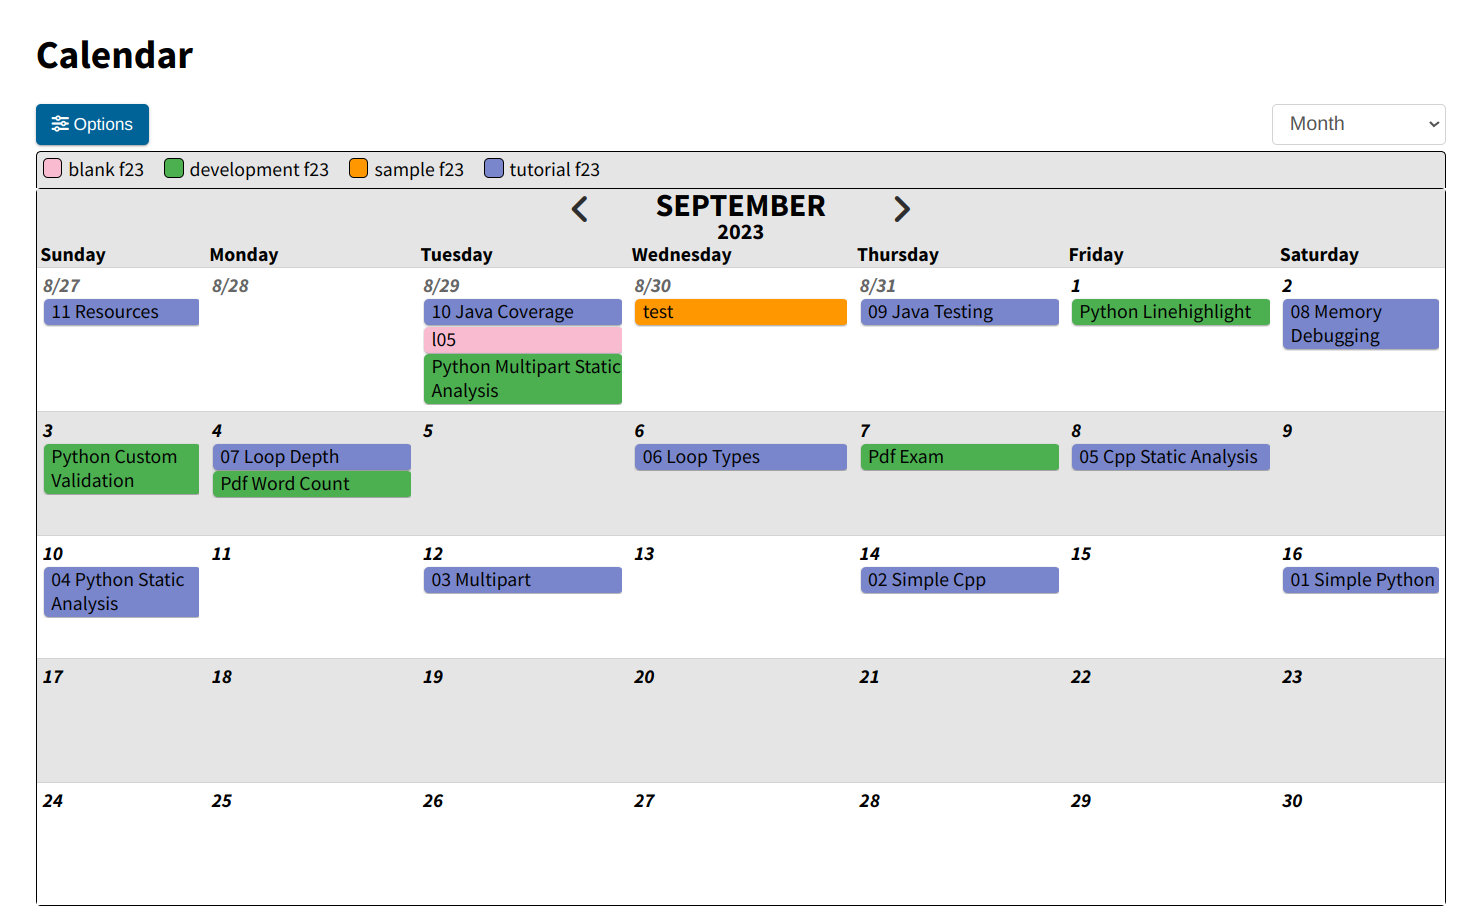 Calendar
Options
Month
blank f23 development f23 sample f23 tutorial f23
SEPTEMBER
2023
Sunday Monday Tuesday Wednesday Thursday Friday Saturday
8/27 8/28 8/29 8/30 8/31 1 2
11 Resources 10 Java Coverage test 09 Java Testing Python Linehighlight 08 Memory
Debugging
l05
Python Multipart Static
Analysis
3 4 5 6 7 8 9
Python Custom 07 Loop Depth 06 Loop Types Pdf Exam 05 Cpp Static Analysis
Validation Pdf Word Count
10 11 12 13 14 15 16
04 Python Static 03 Multipart 02 Simple Cpp 01 Simple Python
Analysis
17 18 19 20 21 22 23
24 25 26 27 28 29 30